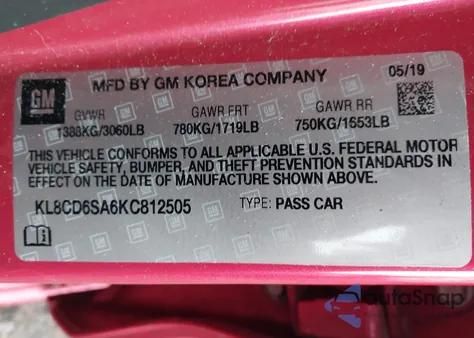 MFD BY GM KOREA COMPANY 05/19
GM
GVWR GAWR FRT GAWR RR
1388KG/3060LB 780KG/1719LB 750KG/1653LB
THIS VEHICLE CONFORMS TO ALL APPLICABLE U.S. FEDERAL MOTOR
VEHICLE SAFETY, BUMPER, AND THEFT PREVENTION STANDARDS IN
EFFECT ON THE DATE OF MANUFACTURE SHOWN ABOVE.
KL8CD6SA6KC812505 TYPE: PASS CAR
autoSnap